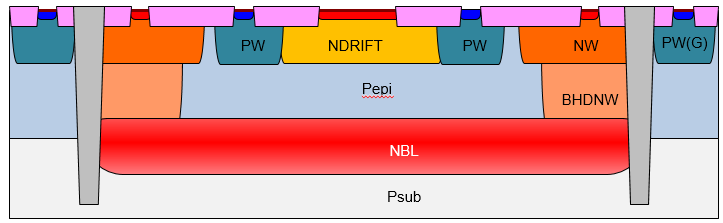 PW NDRIFT PW NW PW(G)
Pepi
BHDNW
NBL
Psub